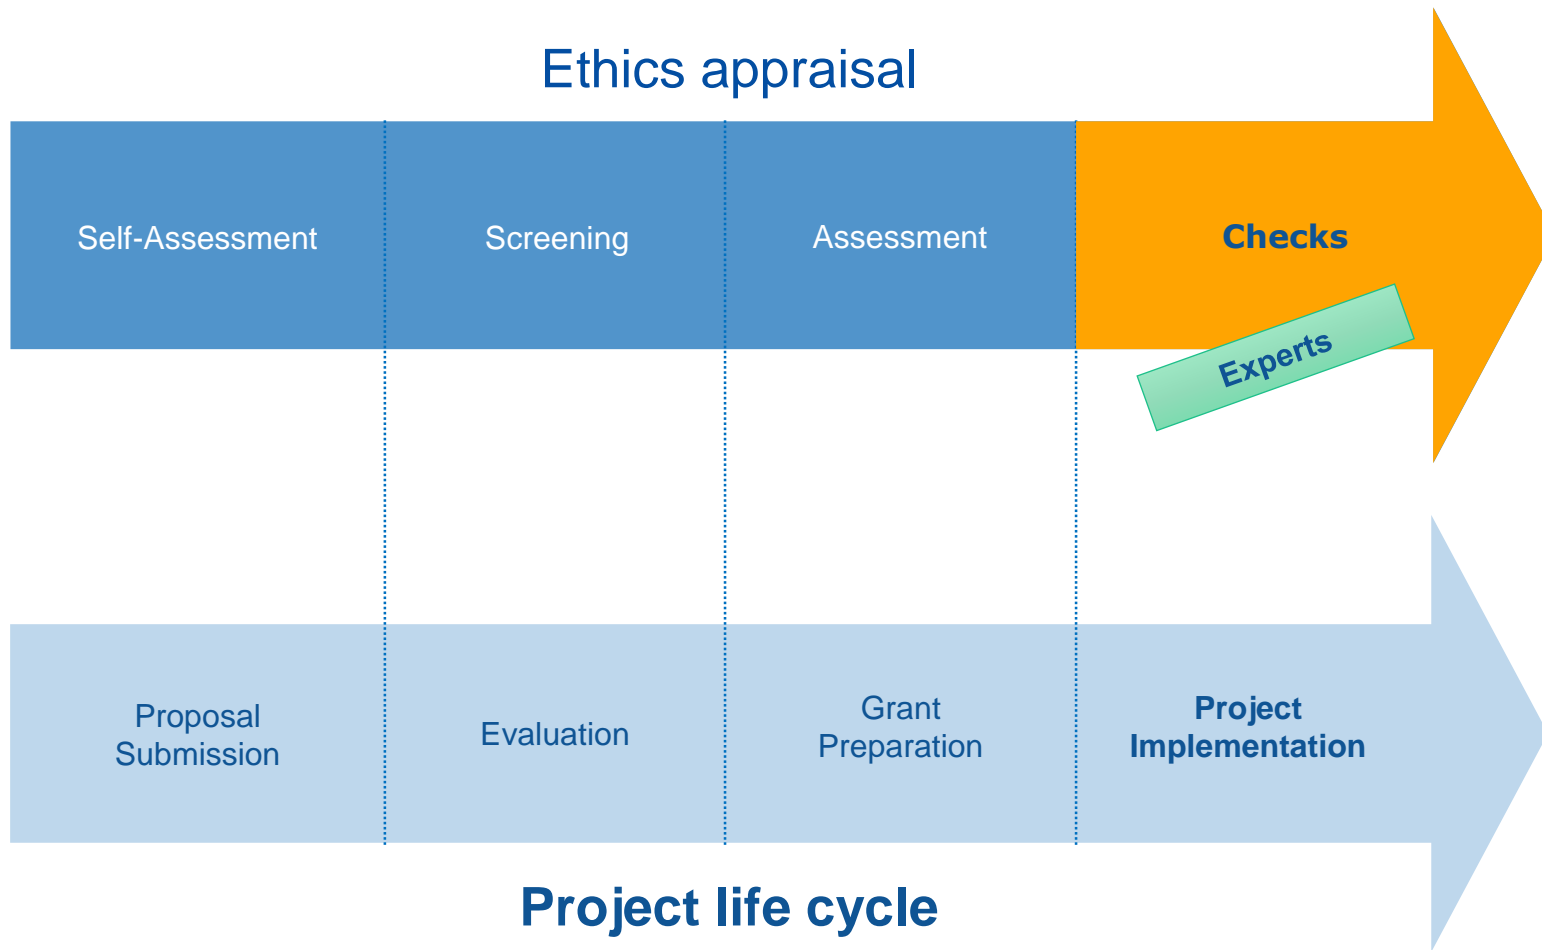 Ethics appraisal
Self-Assessment
Screening
Assessment
Checks
Experts
Proposal
Submission
Evaluation
Grant
Preparation
Project
Implementation
Project life cycle